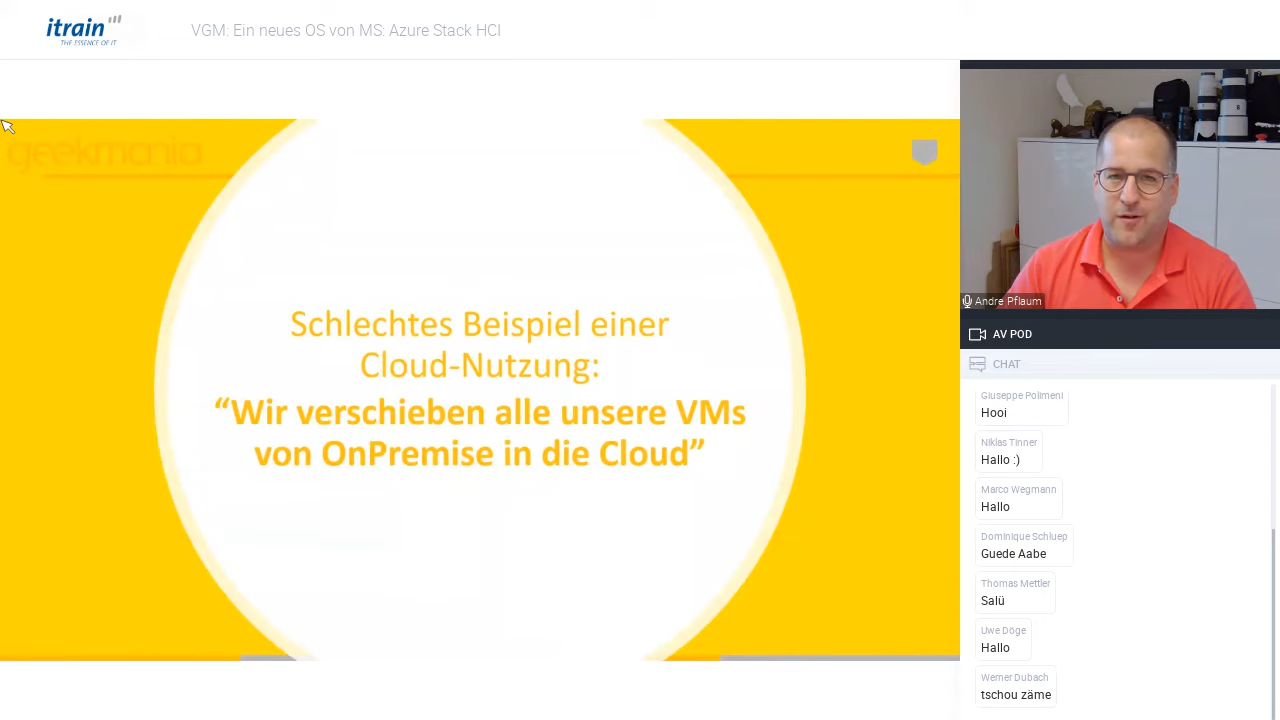 itrain
THE ESSENCE OF IT
VGM: Ein neues OS von MS: Azure Stack HCI
geekmania
Schlechtes Beispiel einer
Cloud-Nutzung:
“Wir verschieben alle unsere VMs
von OnPremise in die Cloud”
Andre Pflaum
AV POD
CHAT
Giuseppe Polimeni
Hooi
Niklas Tinner
Hallo :)
Marco Wegmann
Hallo
Dominique Schluep
Guede Aabe
Thomas Mettler
Salü
Uwe Döge
Hallo
Werner Dubach
tschou zäme